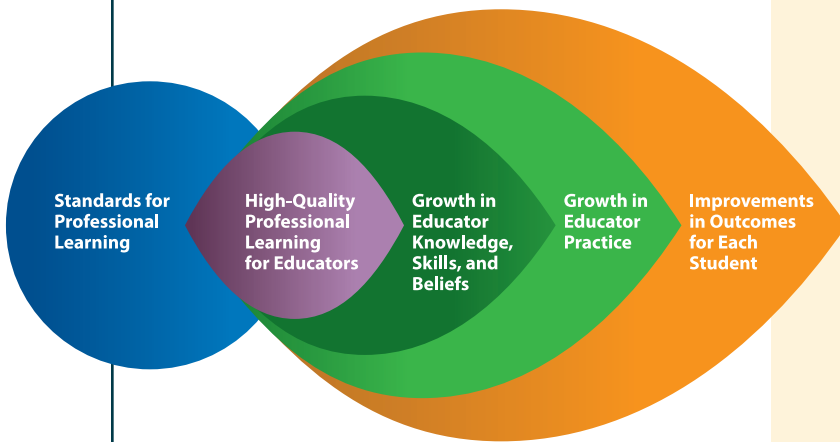 Standards for
Professional
Learning
High-Quality
Professional
Learning
for Educators
Growth in
Educator
Knowledge,
Skills, and
Beliefs
Growth in
Educator
Practice
Improvements
in Outcomes
for Each
Student